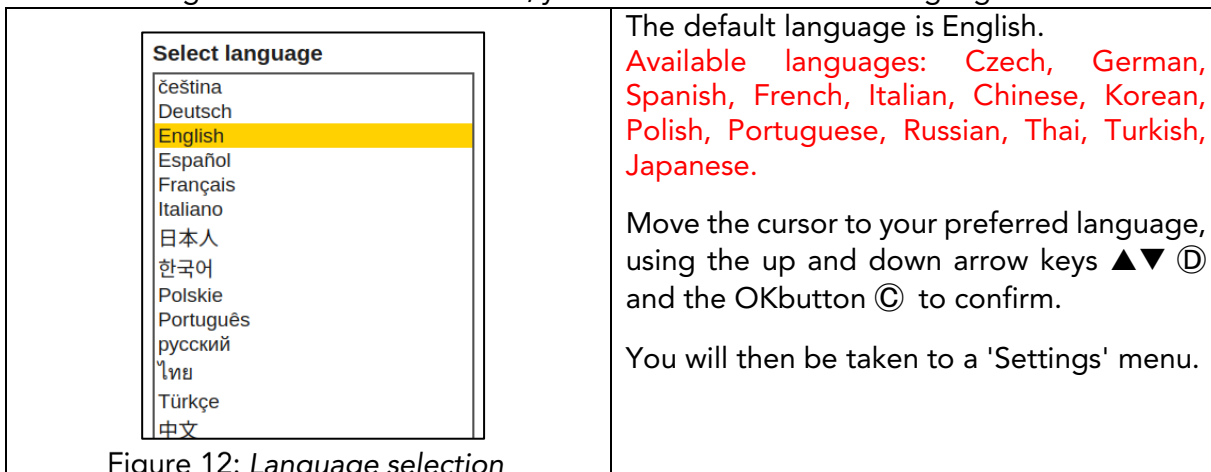 Select language
čeština
Deutsch
English
Español
Français
Italiano
日本人
한국어
Polskie
Português
русский
ไทย
Türkçe
中文
Figure 12: Language selection
The default language is English.
Available languages: Czech, German,
Spanish, French, Italian, Chinese, Korean,
Polish, Portuguese, Russian, Thai, Turkish,
Japanese.
Move the cursor to your preferred language,
using the up and down arrow keys ▲▼ Ⓓ
and the OKbutton Ⓒ to confirm.
You will then be taken to a 'Settings' menu.